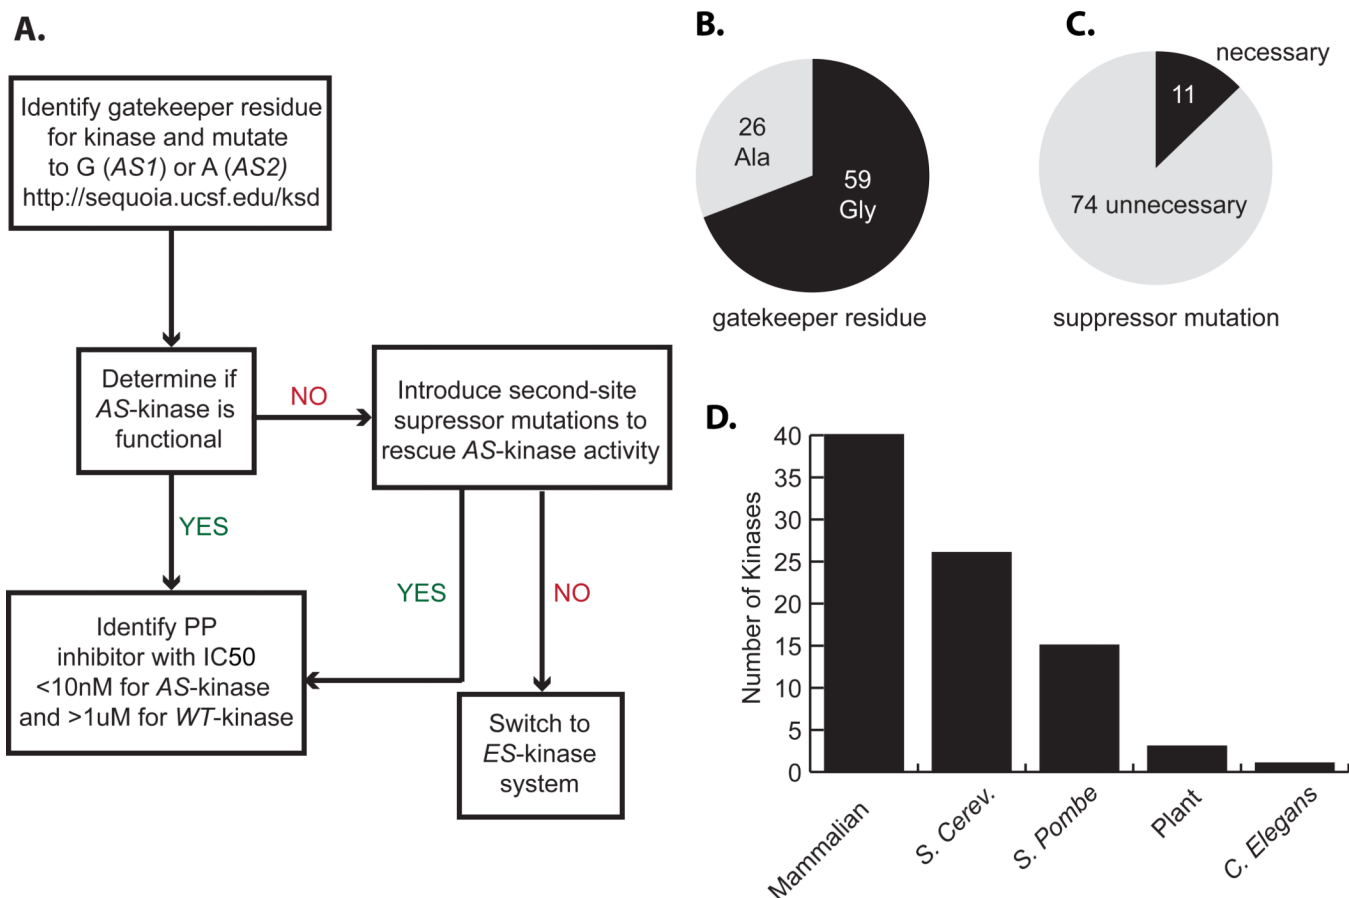 A.
Identify gatekeeper residue
for kinase and mutate
to G (AS1) or A (AS2)
http://sequoia.ucsf.edu/ksd
Determine if
AS-kinase is
functional
NO
Introduce second-site
supressor mutations to
rescue AS-kinase activity
YES
YES
NO
Identify PP
inhibitor with IC50
<10nM for AS-kinase
and >1uM for WT-kinase
Switch to
ES-kinase
system
B.
26
Ala
59
Gly
gatekeeper residue
C.
necessary
11
74 unnecessary
suppressor mutation
D.
Number of Kinases
40
35
30
25
20
15
10
5
0
Mammalian
S. Cerev.
S. Pombe
Plant
C. Elegans